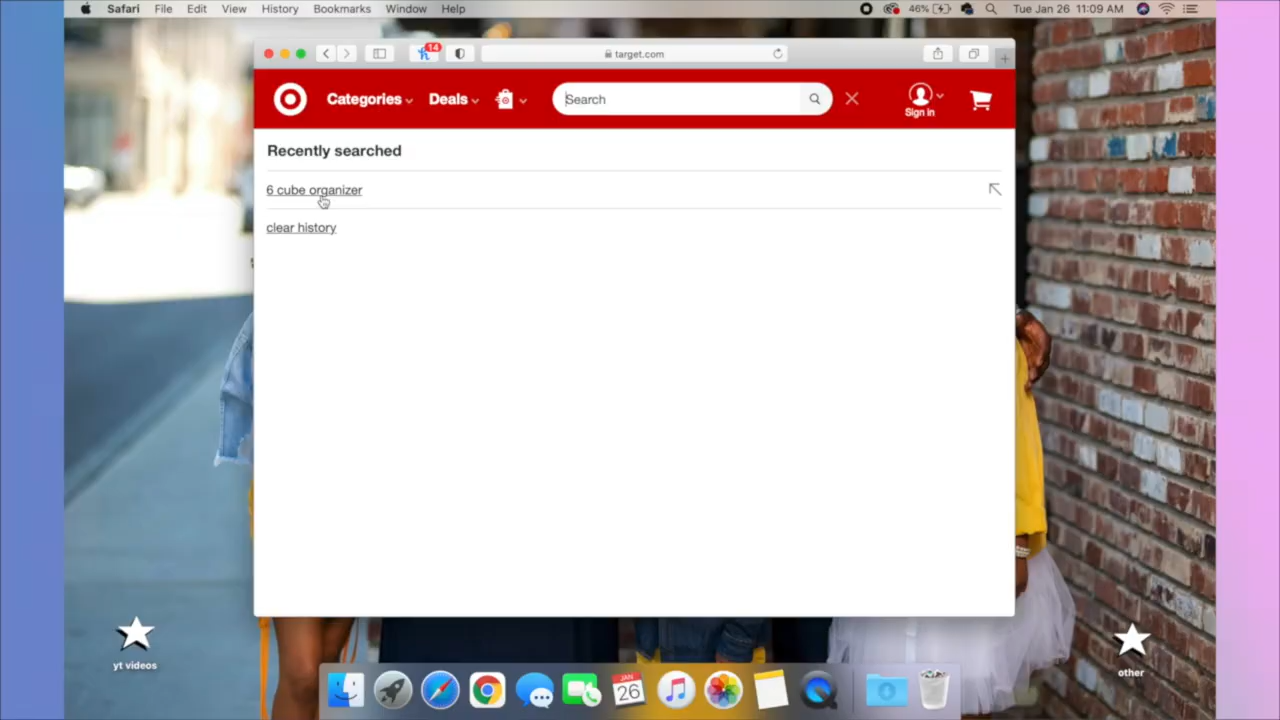 Safari File Edit View History Bookmarks Window Help 46% Tue Jan 26 11:09 AM
14 target.com
Categories Deals Search Sign in
Recently searched
6 cube organizer
clear history
yt videos
other
JAN
26